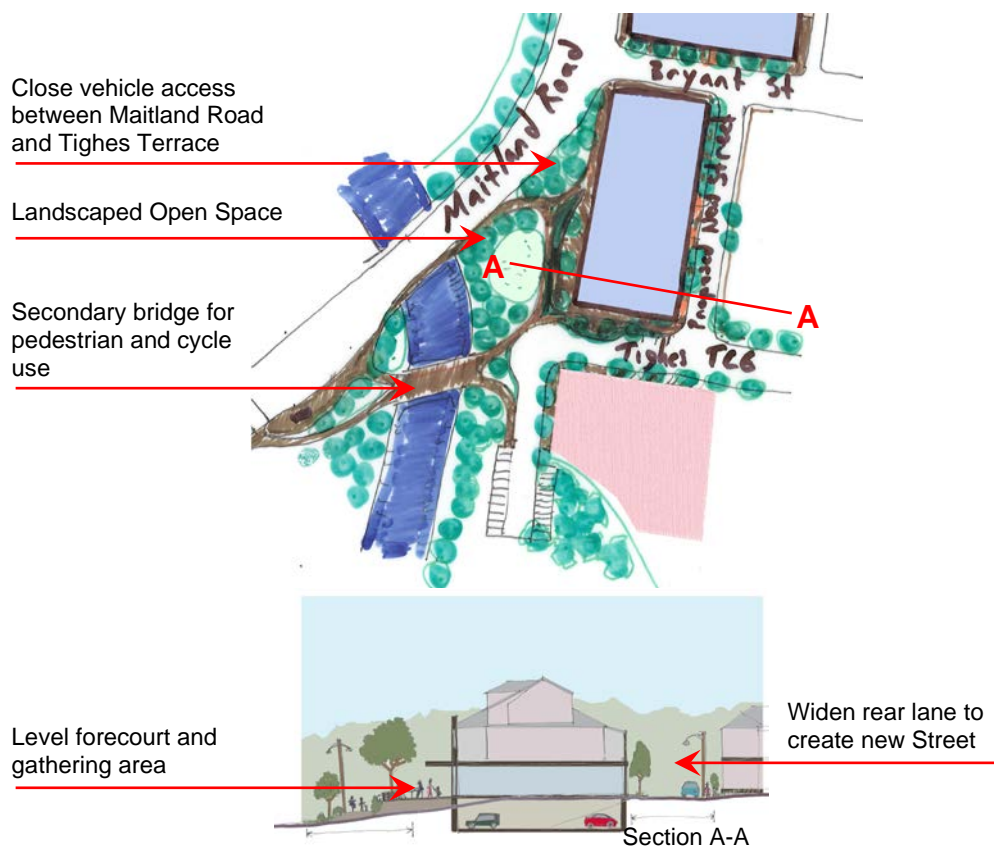 Close vehicle access
between Maitland Road
and Tighes Terrace
Landscaped Open Space
Secondary bridge for
pedestrian and cycle
use
Bryant St
Maitland Road
Proposed New Street
A
A
Tighes TCE
Level forecourt and
gathering area
Widen rear lane to
create new Street
Section A-A